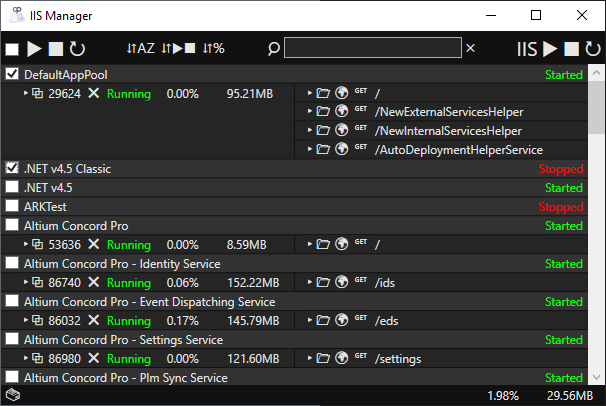 IIS Manager
AZ % IIS
DefaultAppPool Started
29624 Running 0.00% 95.21MB GET /
GET /NewExternalServicesHelper
GET /NewInternalServicesHelper
GET /AutoDeploymentHelperService
.NET v4.5 Classic Stopped
.NET v4.5 Started
ARKTest Stopped
Altium Concord Pro Started
53636 Running 0.00% 8.59MB GET /
Altium Concord Pro - Identity Service Started
86740 Running 0.06% 152.22MB GET /ids
Altium Concord Pro - Event Dispatching Service Started
86032 Running 0.17% 145.79MB GET /eds
Altium Concord Pro - Settings Service Started
86980 Running 0.00% 121.60MB GET /settings
Altium Concord Pro - Plm Sync Service Started
1.98% 29.56MB